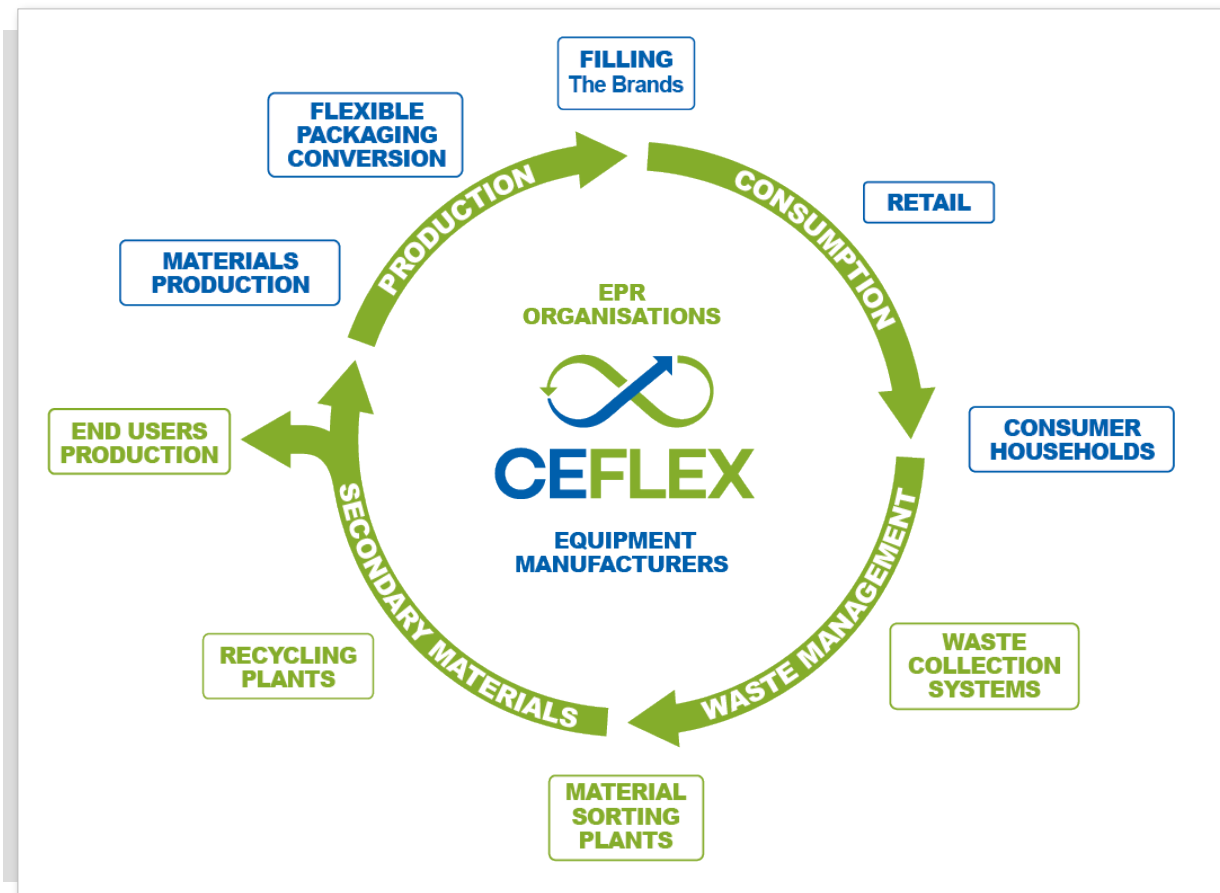 FILLING
The Brands
FLEXIBLE
PACKAGING
CONVERSION
PRODUCTION
CONSUMPTION
RETAIL
MATERIALS
PRODUCTION
EPR
ORGANISATIONS
CEFLEX
EQUIPMENT
MANUFACTURERS
END USERS
PRODUCTION
CONSUMER
HOUSEHOLDS
SECONDARY MATERIALS
WASTE MANAGEMENT
RECYCLING
PLANTS
WASTE
COLLECTION
SYSTEMS
MATERIAL
SORTING
PLANTS